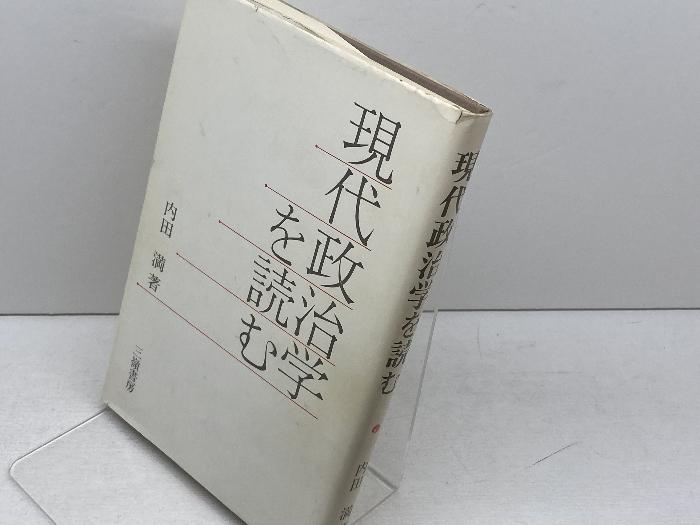 現代政治学
を読む
内田 満著
三嶺書房
現代政治学を読む
内田 満